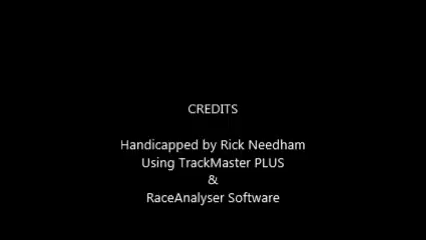 CREDITS
Handicapped by Rick Needham
Using TrackMaster PLUS
&
RaceAnalyser Software